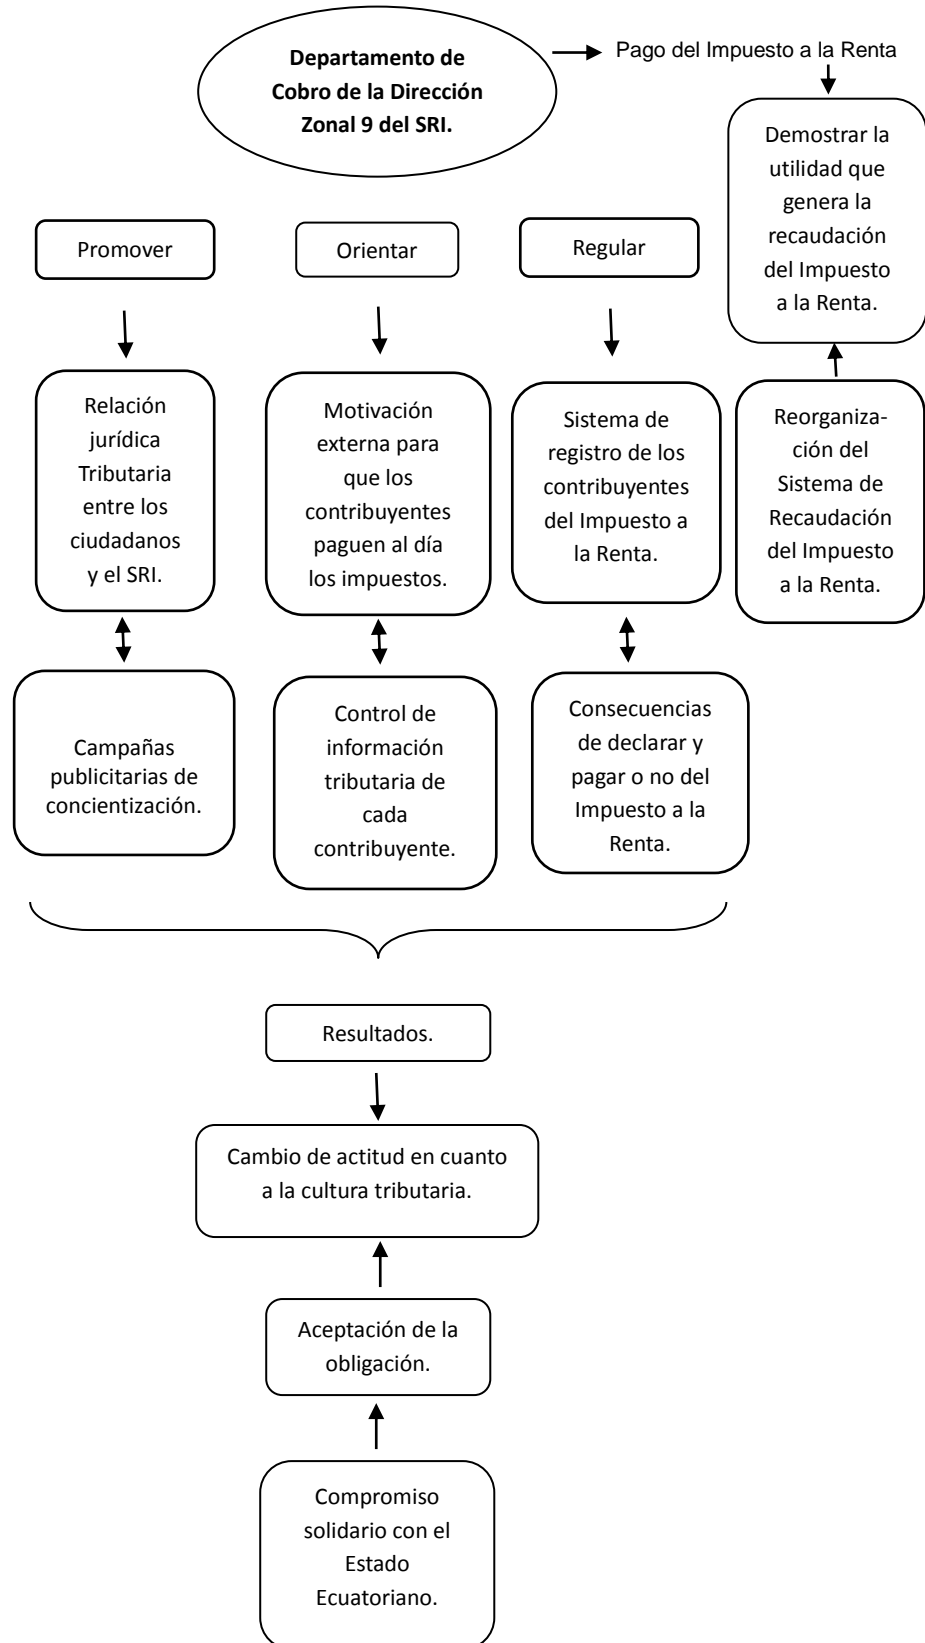 Departamento de
Cobro de la Dirección
Zonal 9 del SRI.
Pago del Impuesto a la Renta
Demostrar la
utilidad que
genera la
recaudación
del Impuesto
a la Renta.
Promover
Orientar
Regular
Relación
jurídica
Tributaria
entre los
ciudadanos
y el SRI.
Motivación
externa para
que los
contribuyentes
paguen al día
los impuestos.
Sistema de
registro de los
contribuyentes
del Impuesto a
la Renta.
Reorganiza-
ción del
Sistema de
Recaudación
del Impuesto
a la Renta.
Campañas
publicitarias de
concientización.
Control de
información
tributaria de
cada
contribuyente.
Consecuencias
de declarar y
pagar o no del
Impuesto a la
Renta.
Resultados.
Cambio de actitud en cuanto
a la cultura tributaria.
Aceptación de la
obligación.
Compromiso
solidario con el
Estado
Ecuatoriano.